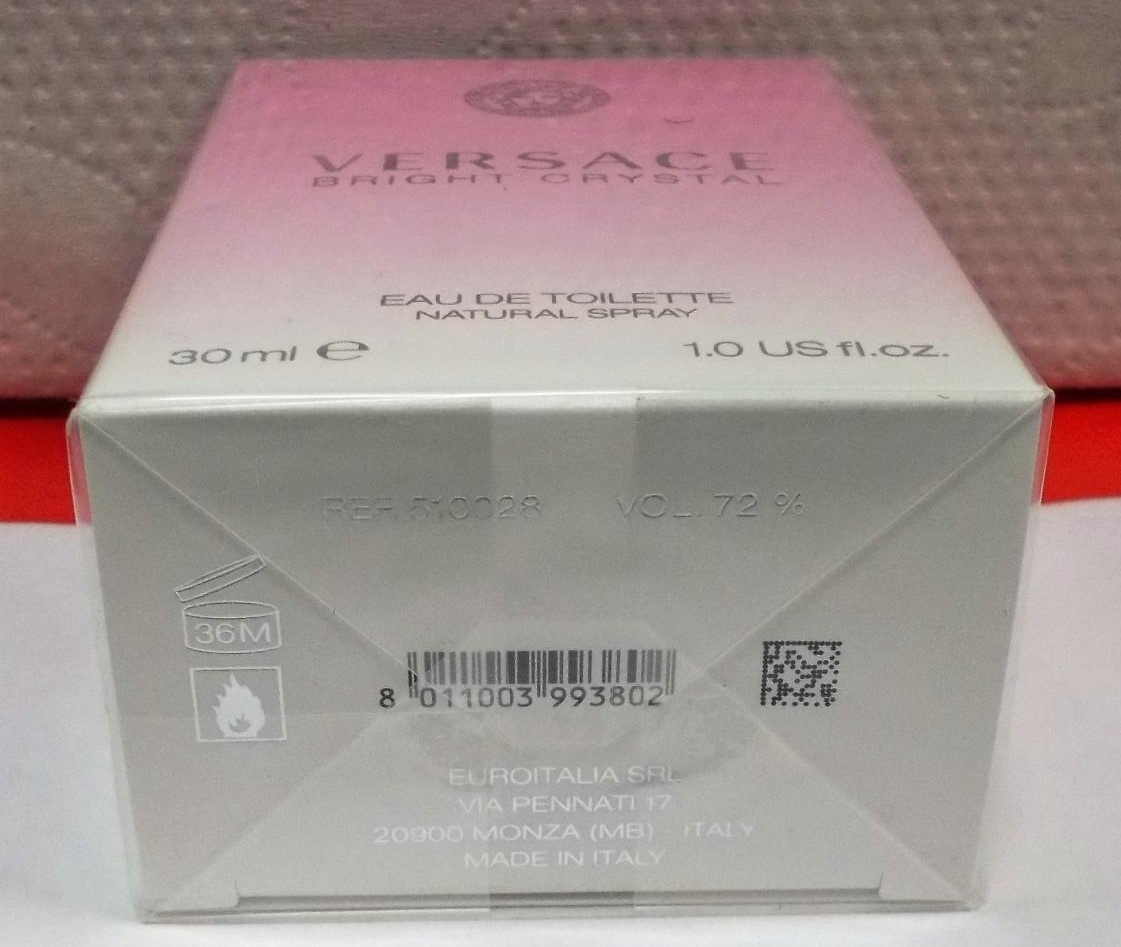 VERSACE
BRIGHT CRYSTAL
EAU DE TOILETTE
NATURAL SPRAY
30 ml ℮
1.0 US fl.oz.
REF. 510028
VOL. 72 %
36M
8 011003 993802
EUROITALIA SRL
VIA PENNATI 17
20900 MONZA (MB) - ITALY
MADE IN ITALY